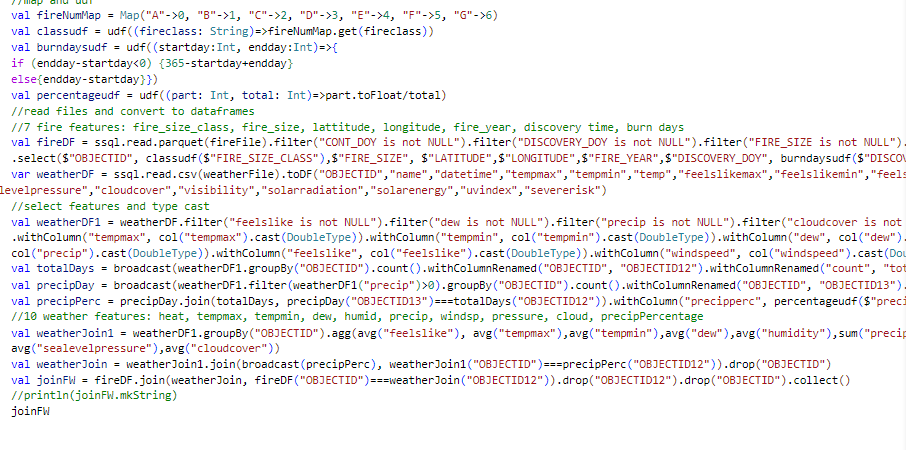 //map and udf
val fireNumMap = Map("A"->0, "B"->1, "C"->2, "D"->3, "E"->4, "F"->5, "G"->6)
val classudf = udf((fireclass: String)=>fireNumMap.get(fireclass))
val burndaysudf = udf((startday:Int, endday:Int)=>{
if (endday-startday<0) {365-startday+endday}
else{endday-startday}})
val percentageudf = udf((part: Int, total: Int)=>part.toFloat/total)
//read files and convert to dataframes
//7 fire features: fire_size_class, fire_size, lattitude, longitude, fire_year, discovery time, burn days
val fireDF = ssql.read.parquet(fireFile).filter("CONT_DOY is not NULL").filter("DISCOVERY_DOY is not NULL").filter("FIRE_SIZE is not NULL").
.select($"OBJECTID", classudf($"FIRE_SIZE_CLASS"),$"FIRE_SIZE", $"LATITUDE",$"LONGITUDE",$"FIRE_YEAR",$"DISCOVERY_DOY", burndaysudf($"DISCOV
var weatherDF = ssql.read.csv(weatherFile).toDF("OBJECTID","name","datetime","tempmax","tempmin","temp","feelslikemax","feelslikemin","feels
levelpressure","cloudcover","visibility","solarradiation","solarenergy","uvindex","severerisk")
//select features and type cast
val weatherDF1 = weatherDF.filter("feelslike is not NULL").filter("dew is not NULL").filter("precip is not NULL").filter("cloudcover is not
.withColumn("tempmax", col("tempmax").cast(DoubleType)).withColumn("tempmin", col("tempmin").cast(DoubleType)).withColumn("dew", col("dew").
col("precip").cast(DoubleType)).withColumn("feelslike", col("feelslike").cast(DoubleType)).withColumn("windspeed", col("windspeed").cast(Dou
val totalDays = broadcast(weatherDF1.groupBy("OBJECTID").count().withColumnRenamed("OBJECTID", "OBJECTID12").withColumnRenamed("count", "tot
val precipDay = broadcast(weatherDF1.filter(weatherDF1("precip")>0).groupBy("OBJECTID").count().withColumnRenamed("OBJECTID", "OBJECTID13").
val precipPerc = precipDay.join(totalDays, precipDay("OBJECTID13")===totalDays("OBJECTID12")).withColumn("precipperc", percentageudf($"preci
//10 weather features: heat, tempmax, tempmin, dew, humid, precip, windsp, pressure, cloud, precipPercentage
val weatherJoin1 = weatherDF1.groupBy("OBJECTID").agg(avg("feelslike"), avg("tempmax"),avg("tempmin"),avg("dew"),avg("humidity"),sum("precip
avg("sealevelpressure"),avg("cloudcover"))
val weatherJoin = weatherJoin1.join(broadcast(precipPerc), weatherJoin1("OBJECTID")===precipPerc("OBJECTID12")).drop("OBJECTID")
val joinFW = fireDF.join(weatherJoin, fireDF("OBJECTID")===weatherJoin("OBJECTID12")).drop("OBJECTID12").drop("OBJECTID").collect()
//println(joinFW.mkString)
joinFW